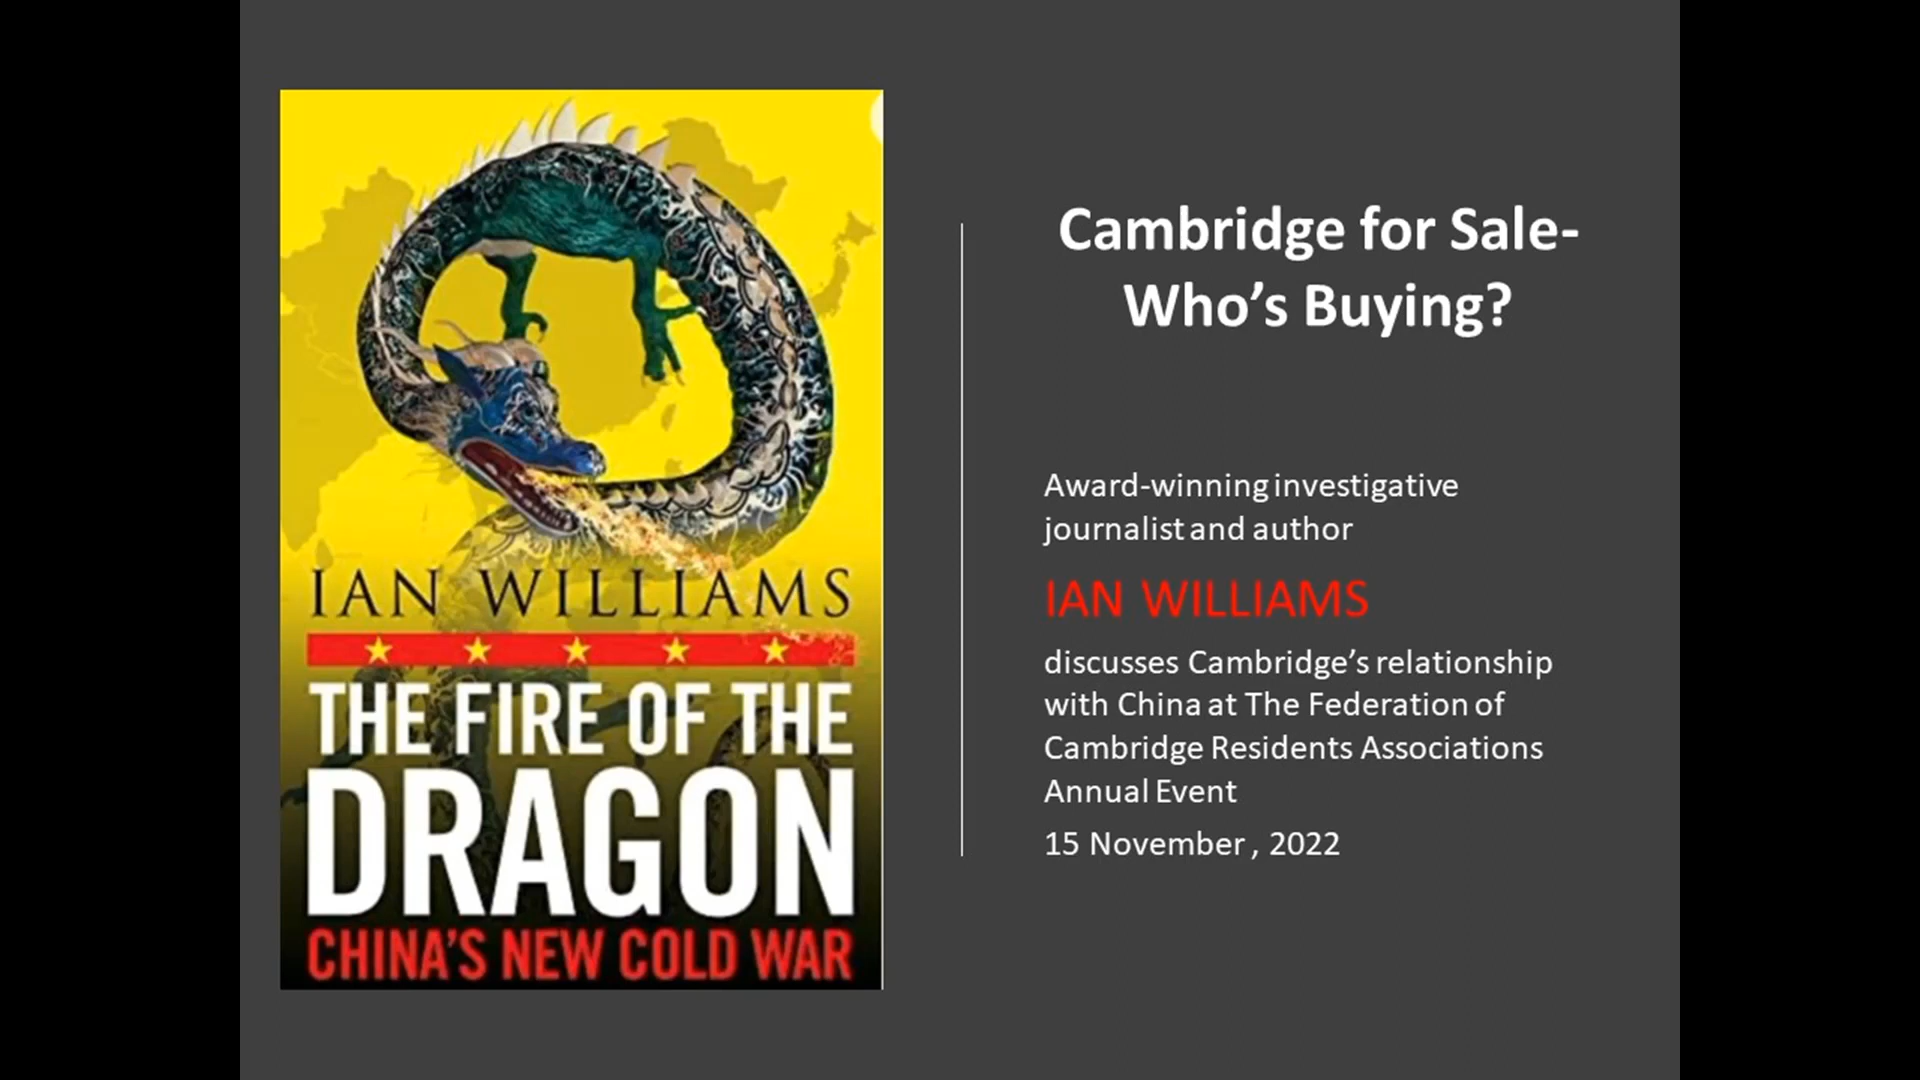 IAN WILLIAMS
THE FIRE OF THE
DRAGON
CHINA'S NEW COLD WAR
Cambridge for Sale-
Who's Buying?
Award-winning investigative
journalist and author
IAN WILLIAMS
discusses Cambridge's relationship
with China at The Federation of
Cambridge Residents Associations
Annual Event
15 November , 2022